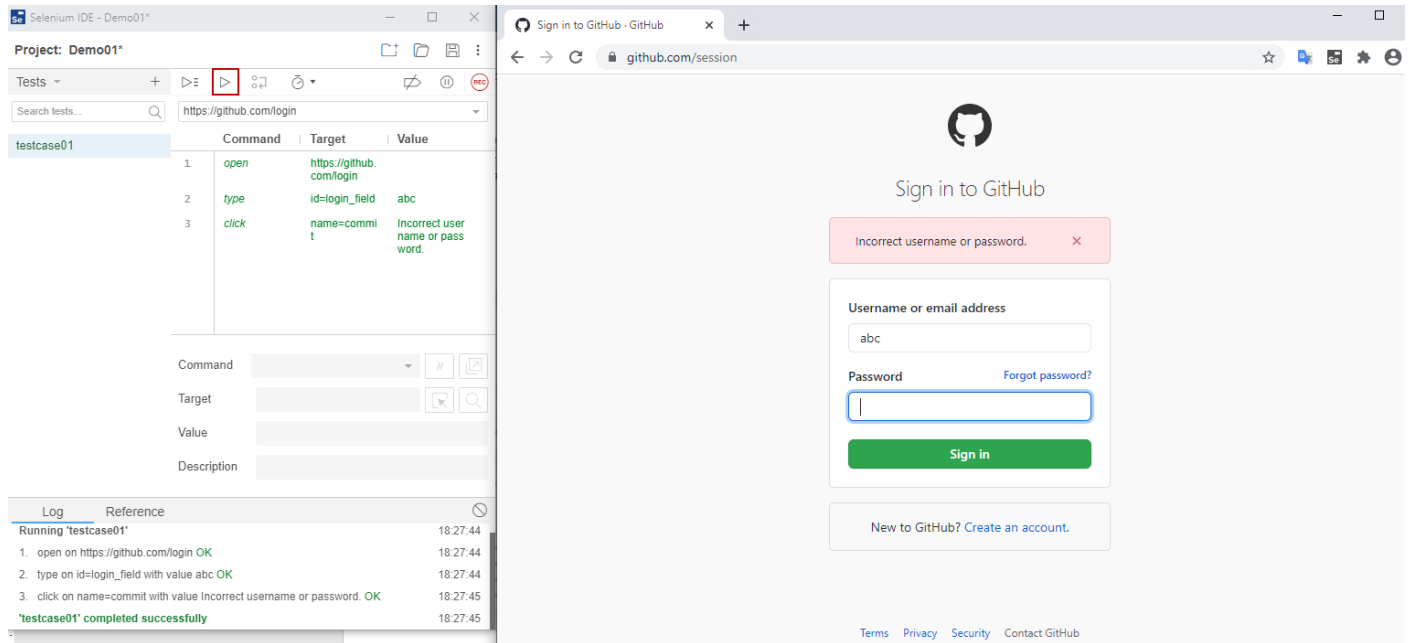 Selenium IDE - Demo01*
Project: Demo01*
Tests
REC
Search tests...
https://github.com/login
testcase01
Command Target Value
1 open https://github.
com/login
2 type id=login_field abc
3 click name=commi Incorrect user
t name or pass
word.
Command
//
Target
Value
Description
Log Reference
Running 'testcase01' 18:27:44
1. open on https://github.com/login OK 18:27:44
2. type on id=login_field with value abc OK 18:27:44
3. click on name=commit with value Incorrect username or password. OK 18:27:45
'testcase01' completed successfully 18:27:45
Sign in to GitHub · GitHub
github.com/session
Sign in to GitHub
Incorrect username or password.
Username or email address
abc
Password Forgot password?
Sign in
New to GitHub? Create an account.
Terms Privacy Security Contact GitHub